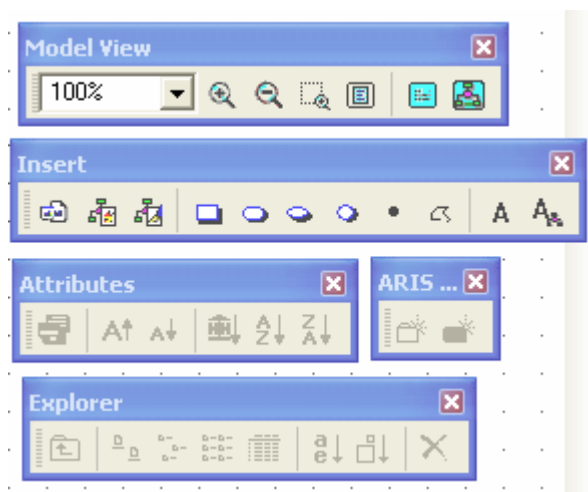 Model View
100%
Insert
A A
Attributes
ARIS ...
A A A Z Z A
Explorer
a e